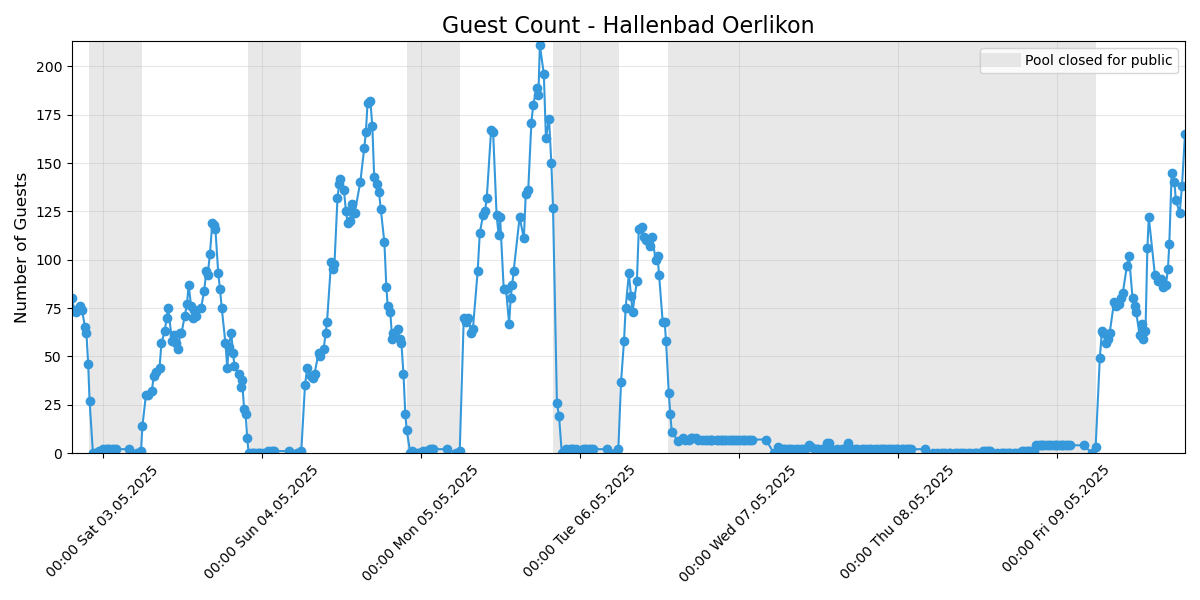 Guest Count - Hallenbad Oerlikon
Pool closed for public
Number of Guests
200
175
150
125
100
75
50
25
0
00:00 Sat 03.05.2025
00:00 Sun 04.05.2025
00:00 Mon 05.05.2025
00:00 Tue 06.05.2025
00:00 Wed 07.05.2025
00:00 Thu 08.05.2025
00:00 Fri 09.05.2025